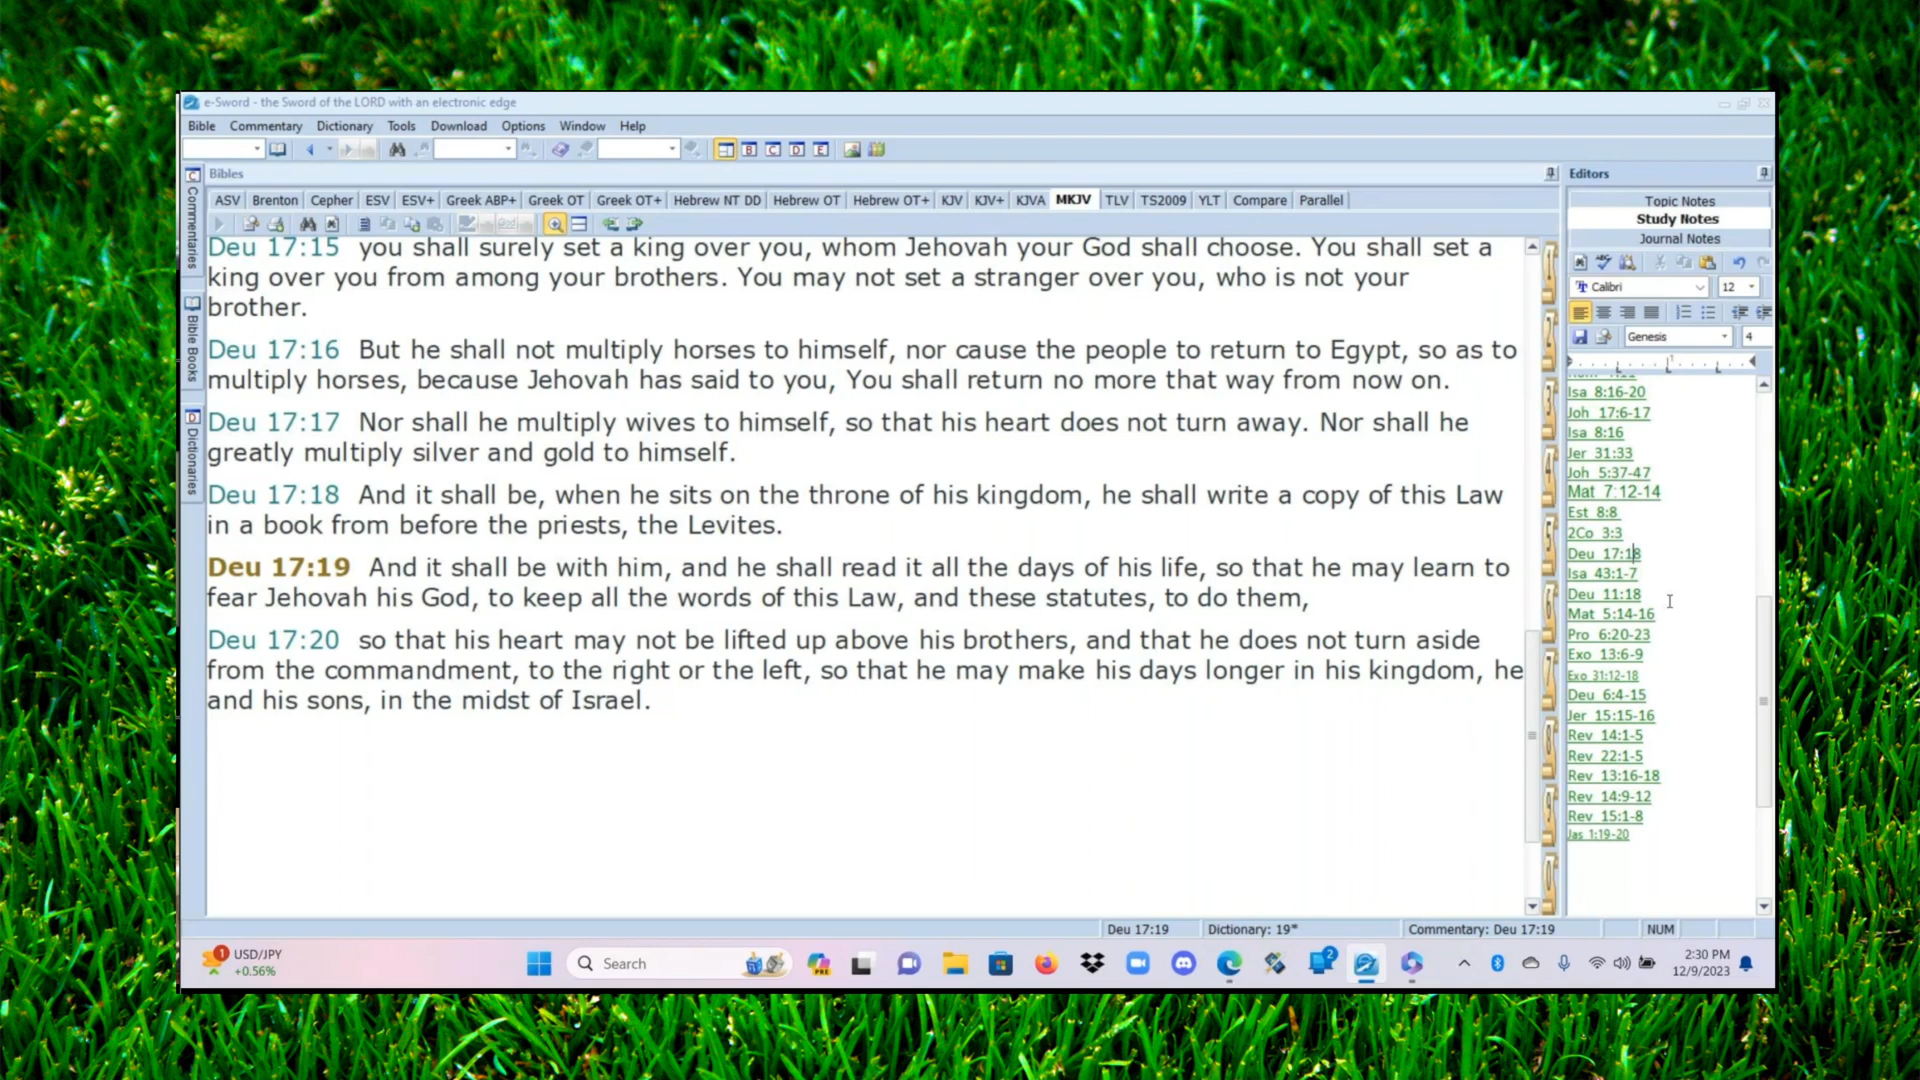 e-Sword - the Sword of the LORD with an electronic edge
Bible Commentary Dictionary Tools Download Options Window Help
B C D E
Bibles
ASV Brenton Cepher ESV ESV+ Greek ABP+ Greek OT Greek OT+ Hebrew NT DD Hebrew OT Hebrew OT+ KJV KJV+ KJVA MKJV TLV TS2009 YLT Compare Parallel
Commentaries
Bible Books
Dictionaries
Deu 17:15 you shall surely set a king over you, whom Jehovah your God shall choose. You shall set a
king over you from among your brothers. You may not set a stranger over you, who is not your
brother.
Deu 17:16 But he shall not multiply horses to himself, nor cause the people to return to Egypt, so as to
multiply horses, because Jehovah has said to you, You shall return no more that way from now on.
Deu 17:17 Nor shall he multiply wives to himself, so that his heart does not turn away. Nor shall he
greatly multiply silver and gold to himself.
Deu 17:18 And it shall be, when he sits on the throne of his kingdom, he shall write a copy of this Law
in a book from before the priests, the Levites.
Deu 17:19 And it shall be with him, and he shall read it all the days of his life, so that he may learn to
fear Jehovah his God, to keep all the words of this Law, and these statutes, to do them,
Deu 17:20 so that his heart may not be lifted up above his brothers, and that he does not turn aside
from the commandment, to the right or the left, so that he may make his days longer in his kingdom, he
and his sons, in the midst of Israel.
1
2
3
4
5
6
7
8
9
0
Editors
Topic Notes
Study Notes
Journal Notes
Calibri 12
Genesis 4
Isa 8:16-20
Joh 17:6-17
Isa 8:16
Jer 31:33
Joh 5:37-47
Mat 7:12-14
Est 8:8
2Co 3:3
Deu 17:18
Isa 43:1-7
Deu 11:18
Mat 5:14-16
Pro 6:20-23
Exo 13:6-9
Exo 31:12-18
Deu 6:4-15
Jer 15:15-16
Rev 14:1-5
Rev 22:1-5
Rev 13:16-18
Rev 14:9-12
Rev 15:1-8
Jas 1:19-20
Deu 17:19 Dictionary: 19* Commentary: Deu 17:19 NUM
1 USD/JPY
+0.56%
Search
PRE
2
2:30 PM
12/9/2023